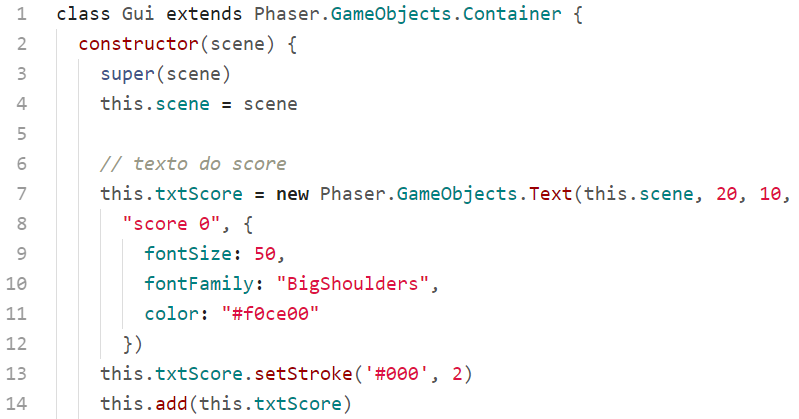 1 class Gui extends Phaser.GameObjects.Container {
2 constructor(scene) {
3 super(scene)
4 this.scene = scene
5
6 // texto do score
7 this.txtScore = new Phaser.GameObjects.Text(this.scene, 20, 10,
8 "score 0", {
9 fontSize: 50,
10 fontFamily: "BigShoulders",
11 color: "#f0ce00"
12 })
13 this.txtScore.setStroke('#000', 2)
14 this.add(this.txtScore)